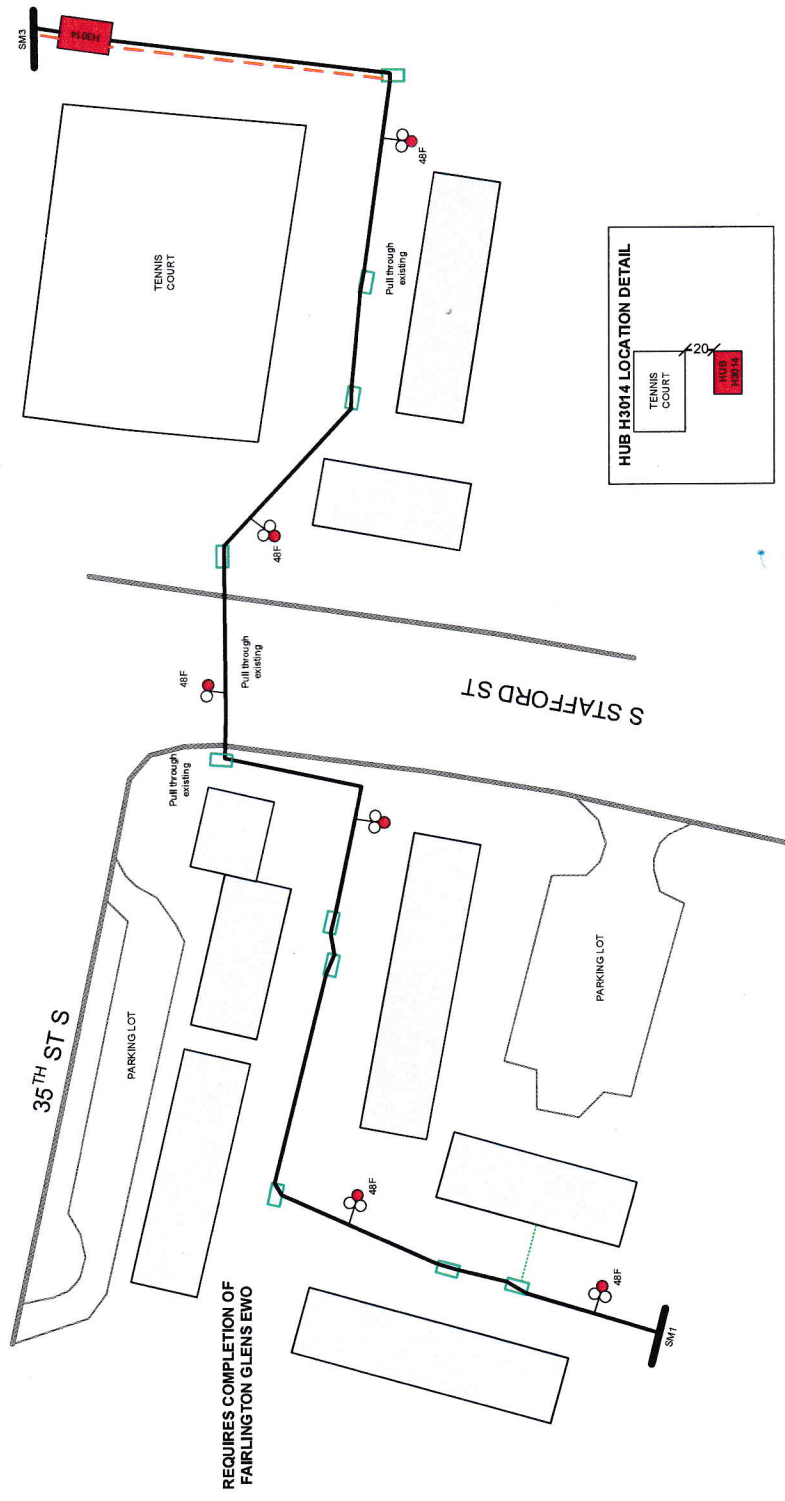 SM3
H3014
TENNIS
COURT
48F
Pull through
existing
48F
48F
Pull through
existing
Pull through
existing
S STAFFORD ST
HUB H3014 LOCATION DETAIL
TENNIS
COURT
20
HUB
H3014
35TH ST S
PARKING LOT
PARKING LOT
48F
48F
SM1
REQUIRES COMPLETION OF
FAIRLINGTON GLENS EWO